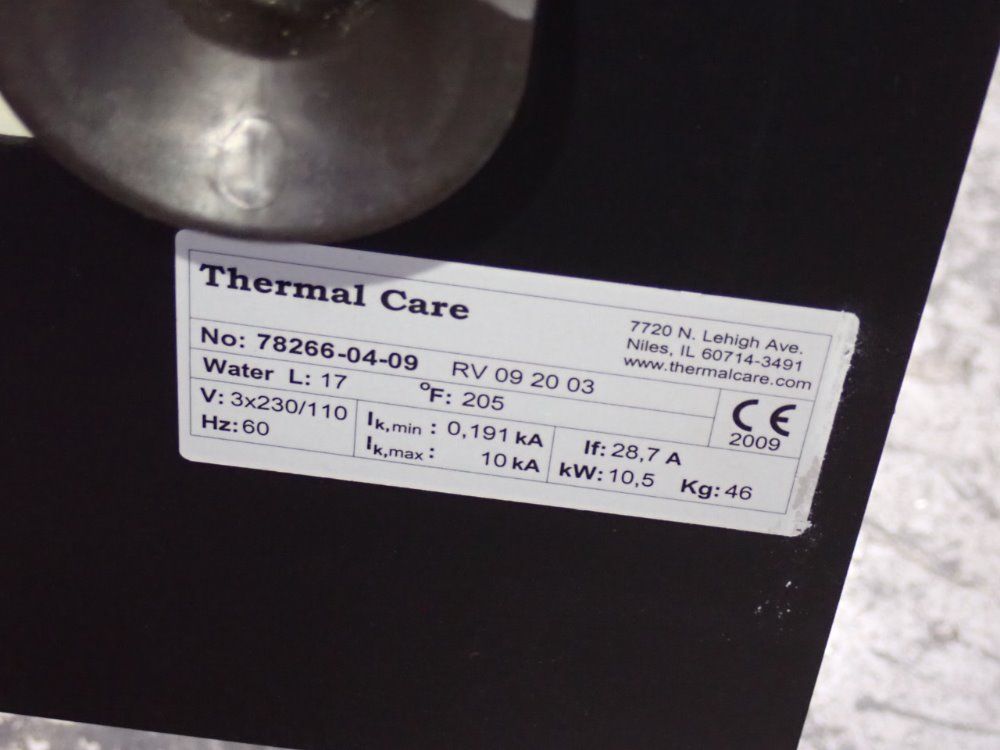 Thermal Care
7720 N. Lehigh Ave.
Niles, IL 60714-3491
www.thermalcare.com
No: 78266-04-09 RV 09 20 03
Water L: 17 °F: 205
CE
2009
V: 3x230/110
Hz: 60
Ik,min : 0,191 kA
Ik,max : 10 kA
If: 28,7 A
kW: 10,5 Kg: 46